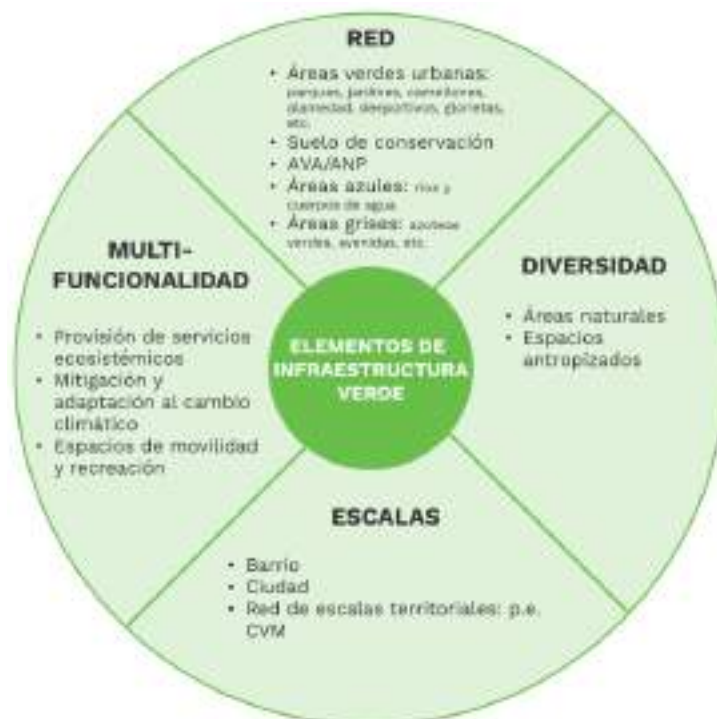 RED
• Áreas verdes urbanas:
parques, jardines, camellones,
alamedas, deportivos, glorietas,
etc.
• Suelo de conservación
• AVA/ANP
• Áreas azules: ríos y
cuerpos de agua
• Áreas grises: azoteas
verdes, avenidas, etc.
MULTI-
FUNCIONALIDAD
• Provisión de servicios
ecosistémicos
• Mitigación y
adaptación al cambio
climático
• Espacios de movilidad
y recreación
ELEMENTOS DE
INFRAESTRUCTURA
VERDE
DIVERSIDAD
• Áreas naturales
• Espacios
antropizados
ESCALAS
• Barrio
• Ciudad
• Red de escalas territoriales: p.e.
CVM